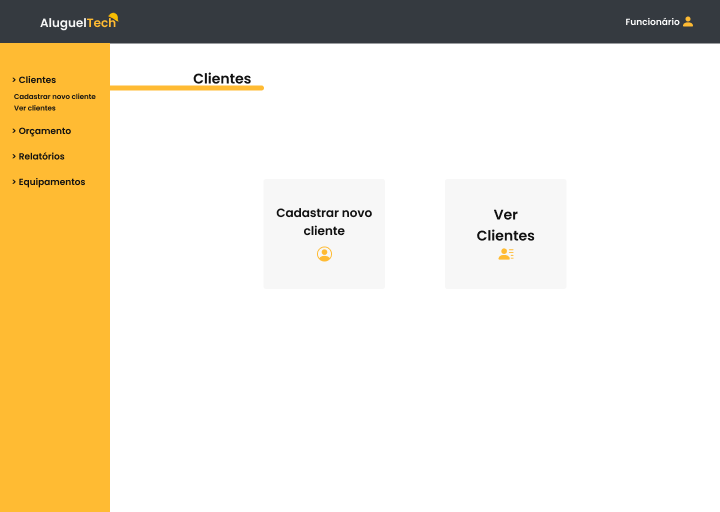 AluguelTech
Funcionário
> Clientes
Cadastrar novo cliente
Ver clientes
> Orçamento
> Relatórios
> Equipamentos
Clientes
Cadastrar novo
cliente
Ver
Clientes